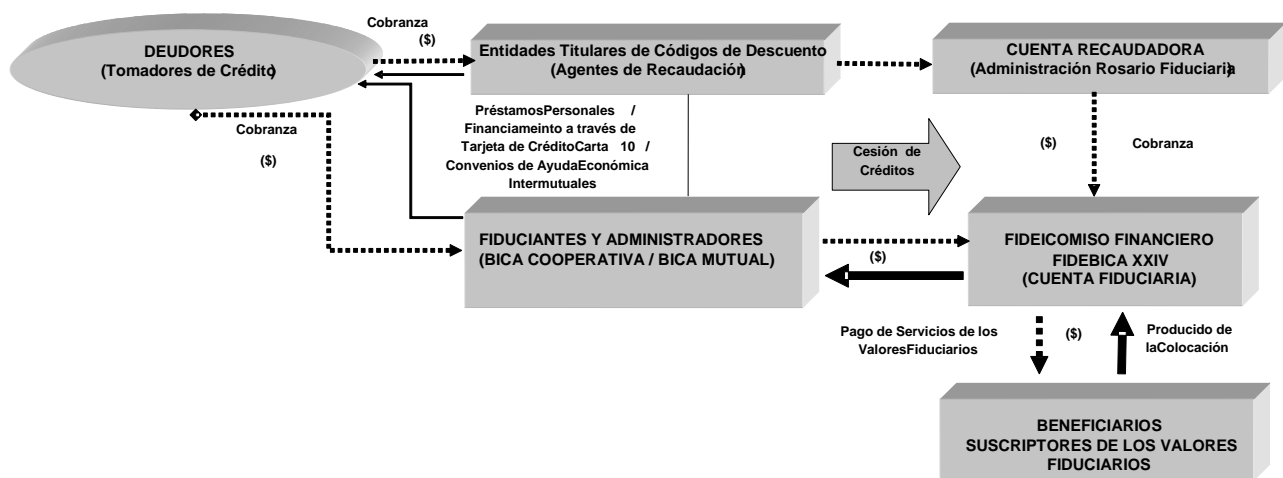 DEUDORES
(Tomadores de Crédito)
Cobranza
($)
Entidades Titulares de Códigos de Descuento
(Agentes de Recaudación)
CUENTA RECAUDADORA
(Administración Rosario Fiduciaria)
Cobranza
($)
PréstamosPersonales /
Financiameinto a través de
Tarjeta de CréditoCarta 10 /
Convenios de AyudaEconómica
Intermutuales
Cesión de
Créditos
($)
Cobranza
FIDUCIANTES Y ADMINISTRADORES
(BICA COOPERATIVA / BICA MUTUAL)
($)
FIDEICOMISO FINANCIERO
FIDEBICA XXIV
(CUENTA FIDUCIARIA)
Pago de Servicios de los
ValoresFiduciarios
($)
Producido de
laColocación
BENEFICIARIOS
SUSCRIPTORES DE LOS VALORES
FIDUCIARIOS